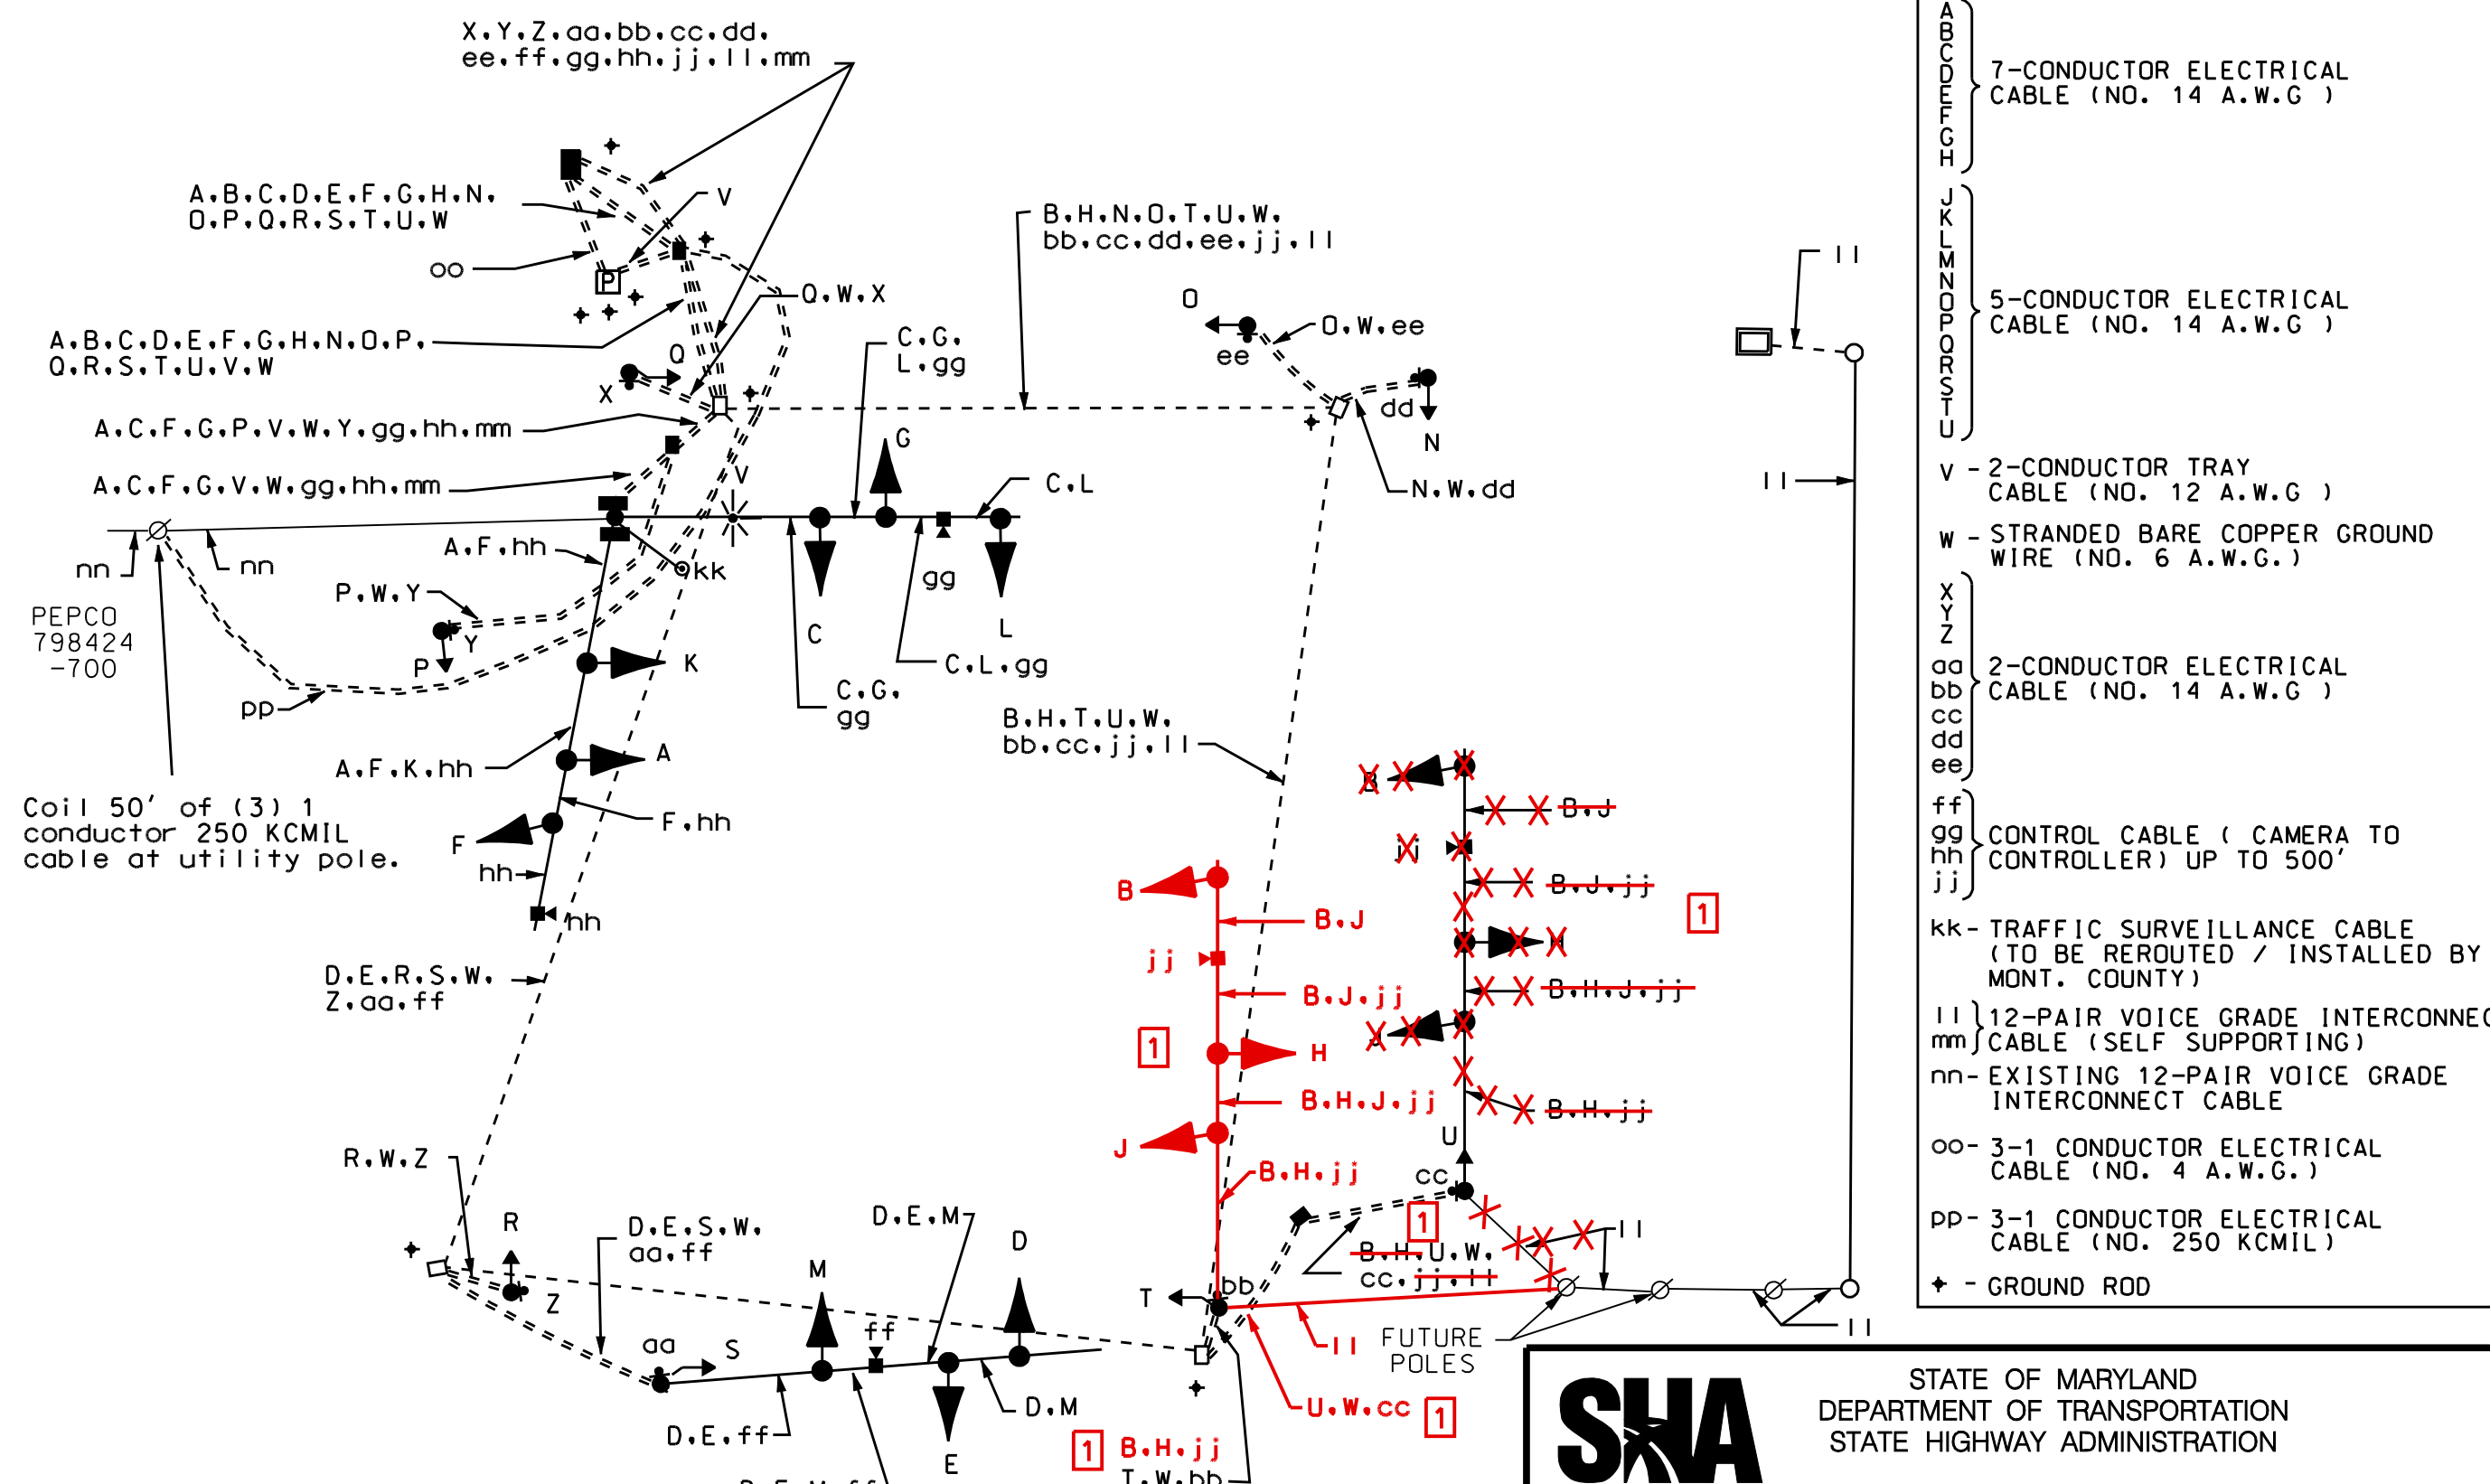 X,Y,Z,aa,bb,cc,dd,
ee,ff,gg,hh,jj,ll,mm
A,B,C,D,E,F,G,H,N,
O,P,Q,R,S,T,U,W
V
oo
P
A,B,C,D,E,F,G,H,N,O,P,
Q,R,S,T,U,V,W
Q,W,X
Q
X
A,C,F,G,P,V,W,Y,gg,hh,mm
A,C,F,G,V,W,gg,hh,mm
V
C,G,
L,gg
G
C,L
B,H,N,O,T,U,W,
bb,cc,dd,ee,jj,ll
O
O,W,ee
ee
dd
N
N,W,dd
ll
ll
nn
nn
A,F,hh
kk
PEPCO
798424
-700
P,W,Y
Y
P
K
C
gg
L
C,L,gg
C,G,
gg
pp
A,F,K,hh
A
Coil 50' of (3) 1
conductor 250 KCMIL
cable at utility pole.
F
F,hh
hh
hh
B,H,T,U,W,
bb,cc,jj,ll
B
B,J
jj
B,J,jj
1
H
B,H,J,jj
J
B,H,jj
U
cc
B
B,J
jj
B,J,jj
1
H
B,H,J,jj
J
B,H,jj
D,E,R,S,W,
Z,aa,ff
R,W,Z
R
Z
D,E,S,W,
aa,ff
D,E,M
M
D
ff
aa
S
D,E,ff
D,E,M,ff
E
D,M
1
B,H,U,W,
cc,jj,ll
ll
T
bb
ll
FUTURE
POLES
ll
U,W,cc
1
1
B,H,jj
T,W,bb
A
B
C
D
E
F
G
H
7-CONDUCTOR ELECTRICAL
CABLE (NO. 14 A.W.G )
J
K
L
M
N
O
P
Q
R
S
T
U
5-CONDUCTOR ELECTRICAL
CABLE (NO. 14 A.W.G )
V - 2-CONDUCTOR TRAY
CABLE (NO. 12 A.W.G )
W - STRANDED BARE COPPER GROUND
WIRE (NO. 6 A.W.G.)
X
Y
Z
aa
bb
cc
dd
ee
2-CONDUCTOR ELECTRICAL
CABLE (NO. 14 A.W.G )
ff
gg
hh
jj
CONTROL CABLE ( CAMERA TO
CONTROLLER) UP TO 500'
kk- TRAFFIC SURVEILLANCE CABLE
(TO BE REROUTED / INSTALLED BY
MONT. COUNTY)
ll
mm
12-PAIR VOICE GRADE INTERCONNEC
CABLE (SELF SUPPORTING)
nn- EXISTING 12-PAIR VOICE GRADE
INTERCONNECT CABLE
oo- 3-1 CONDUCTOR ELECTRICAL
CABLE (NO. 4 A.W.G.)
pp- 3-1 CONDUCTOR ELECTRICAL
CABLE (NO. 250 KCMIL)
- GROUND ROD
SHA
STATE OF MARYLAND
DEPARTMENT OF TRANSPORTATION
STATE HIGHWAY ADMINISTRATION